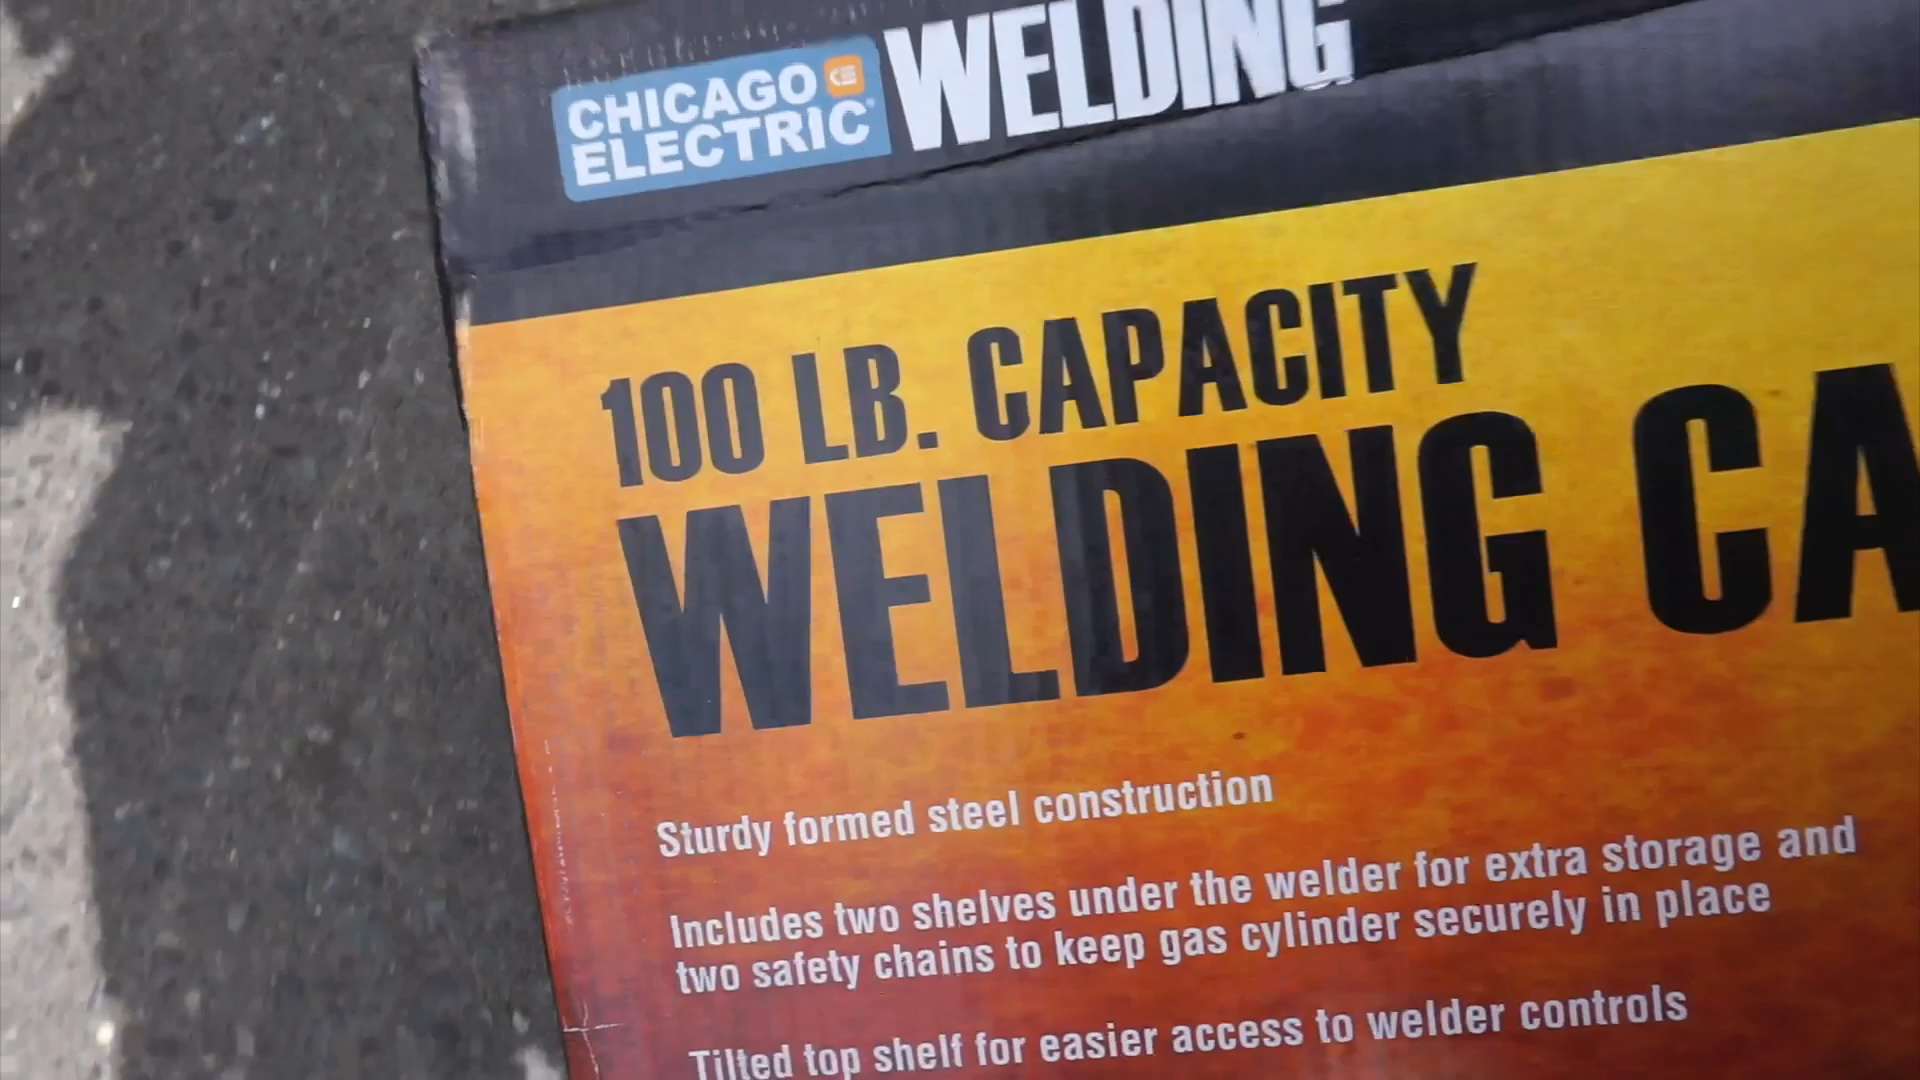 CHICAGO
ELECTRIC® WELDING
100 LB. CAPACITY
WELDING CA
Sturdy formed steel construction
Includes two shelves under the welder for extra storage and
two safety chains to keep gas cylinder securely in place
Tilted top shelf for easier access to welder controls